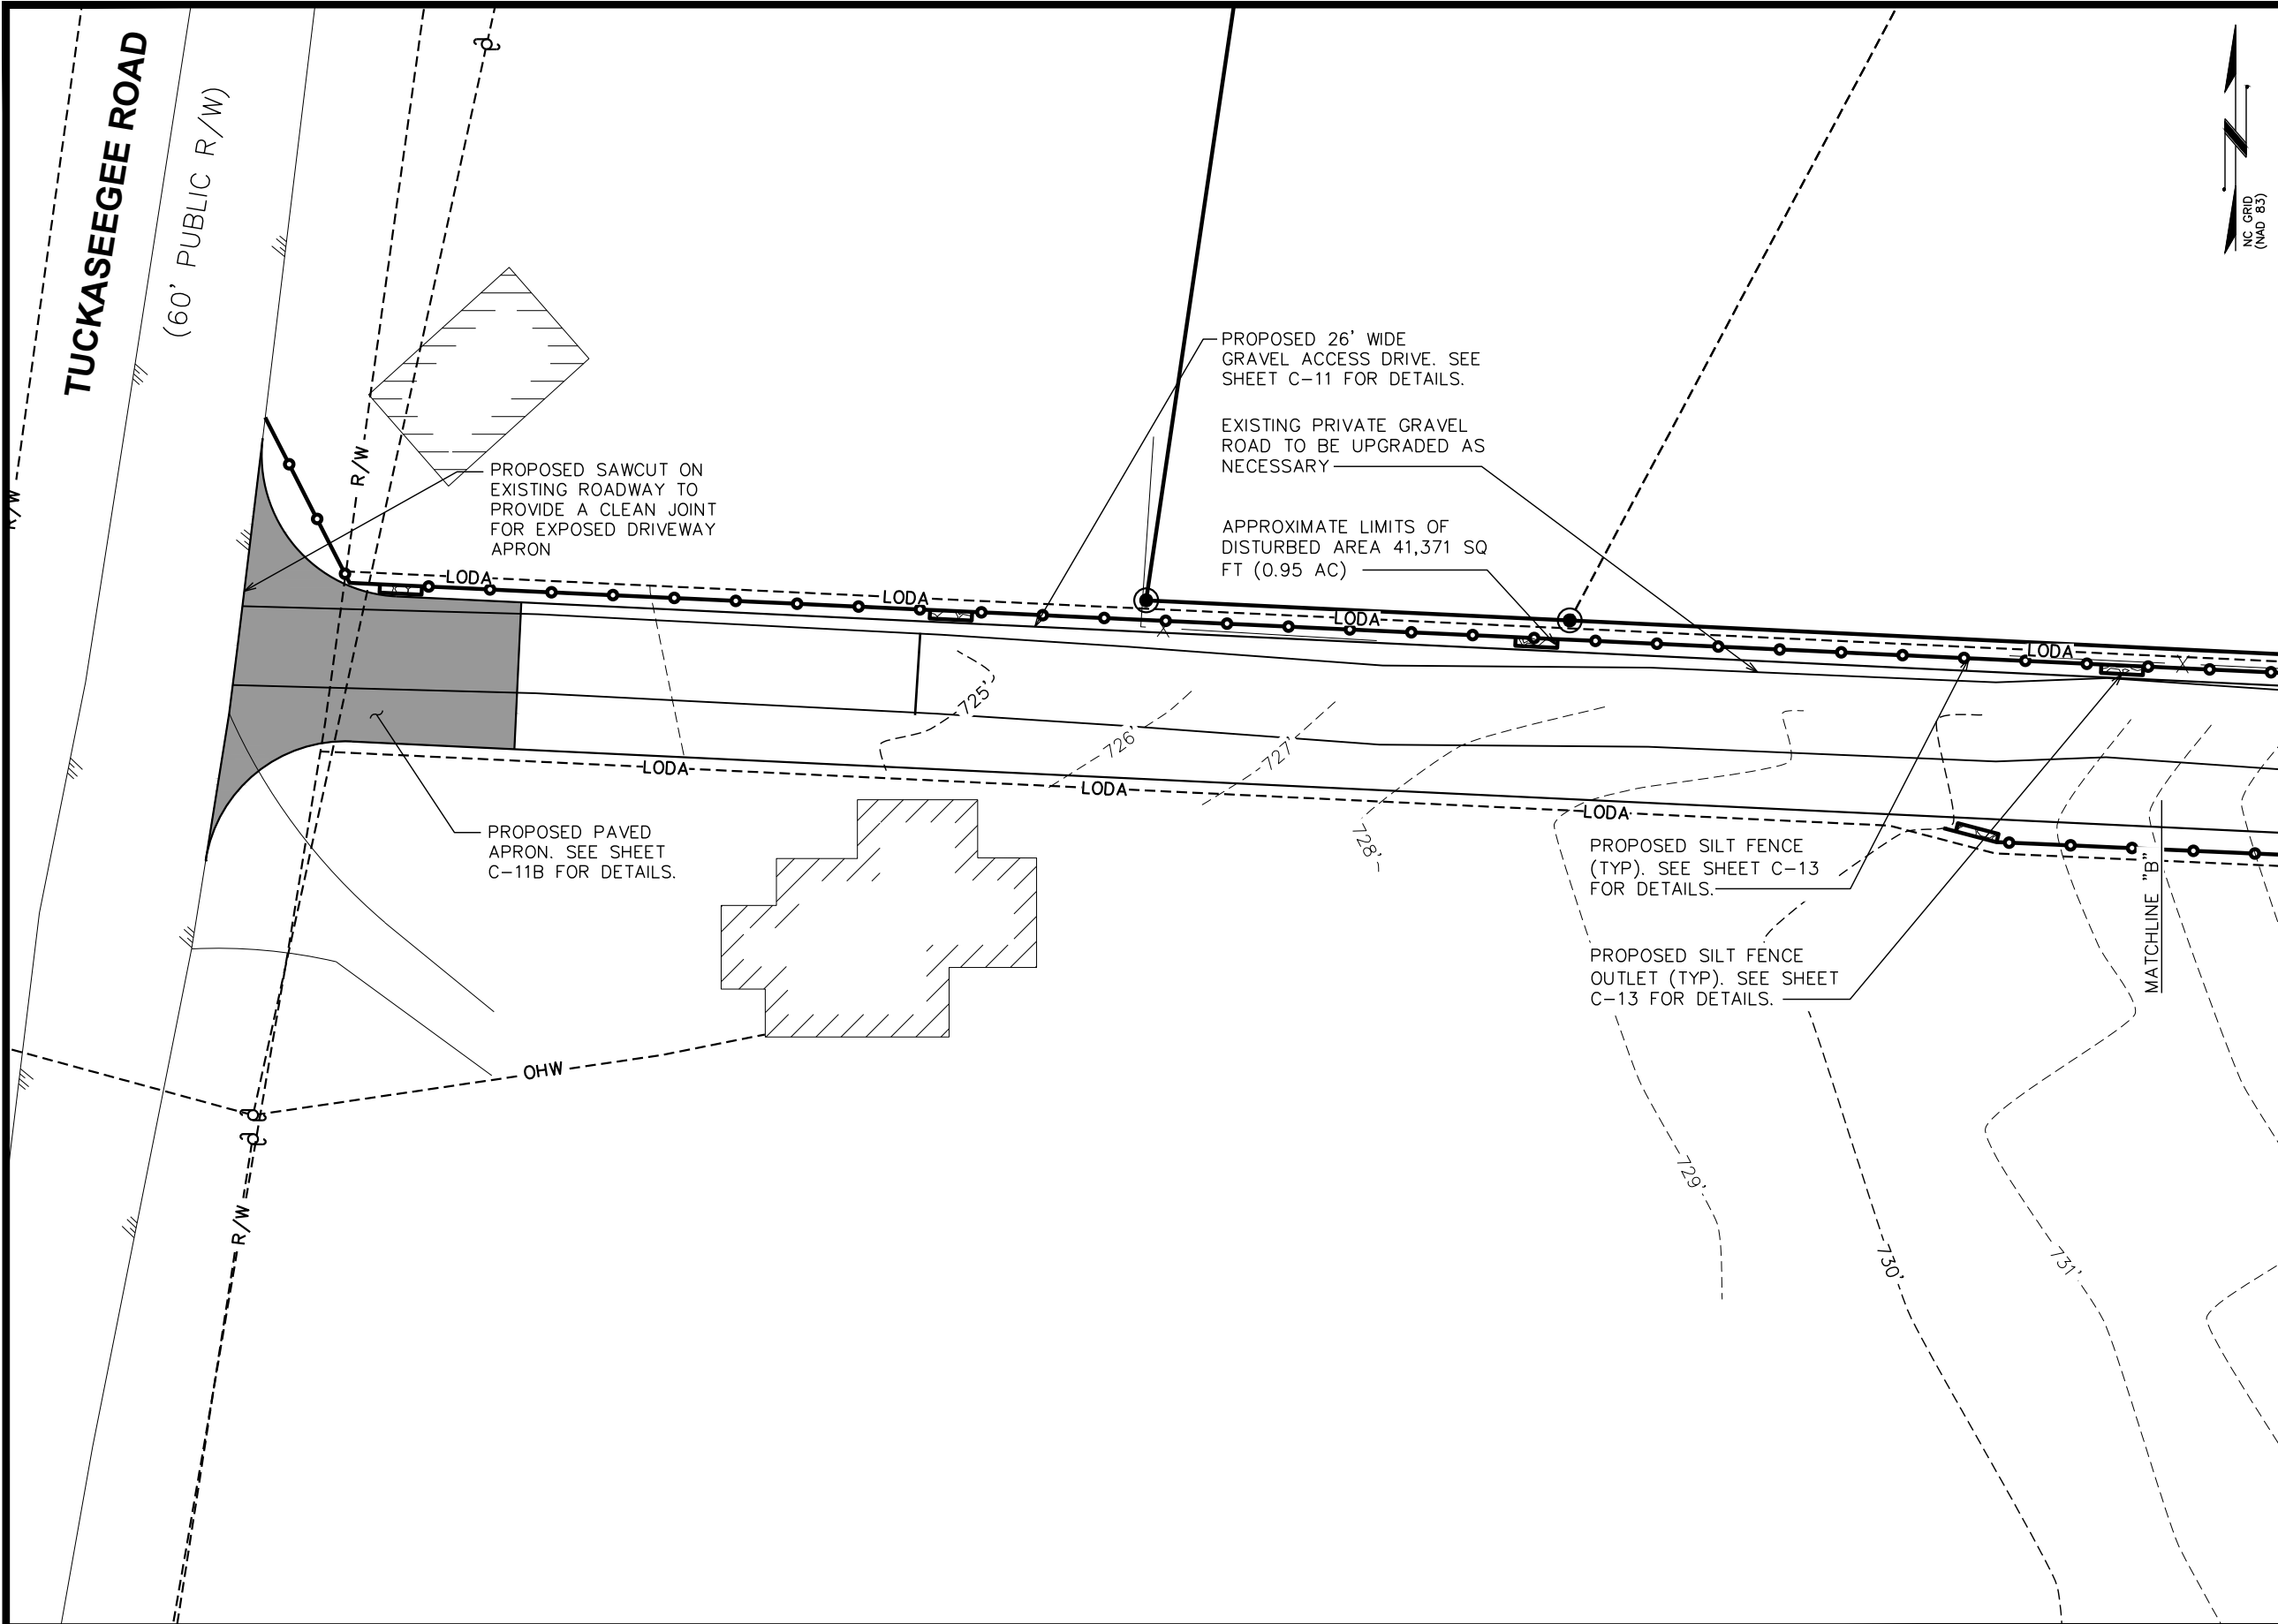 TUCKASEEGEE ROAD
(60' PUBLIC R/W)
NC GRID
(NAD 83)
R/W
R/W
PROPOSED SAWCUT ON
EXISTING ROADWAY TO
PROVIDE A CLEAN JOINT
FOR EXPOSED DRIVEWAY
APRON
PROPOSED 26' WIDE
GRAVEL ACCESS DRIVE. SEE
SHEET C-11 FOR DETAILS.
EXISTING PRIVATE GRAVEL
ROAD TO BE UPGRADED AS
NECESSARY
APPROXIMATE LIMITS OF
DISTURBED AREA 41,371 SQ
FT (0.95 AC)
LODA
LODA
LODA
LODA
725'
726'
727'
728'
LODA
LODA
LODA
PROPOSED PAVED
APRON. SEE SHEET
C-11B FOR DETAILS.
PROPOSED SILT FENCE
(TYP). SEE SHEET C-13
FOR DETAILS.
PROPOSED SILT FENCE
OUTLET (TYP). SEE SHEET
C-13 FOR DETAILS.
MATCHLINE "B"
OHW
R/W
729'
730'
731'